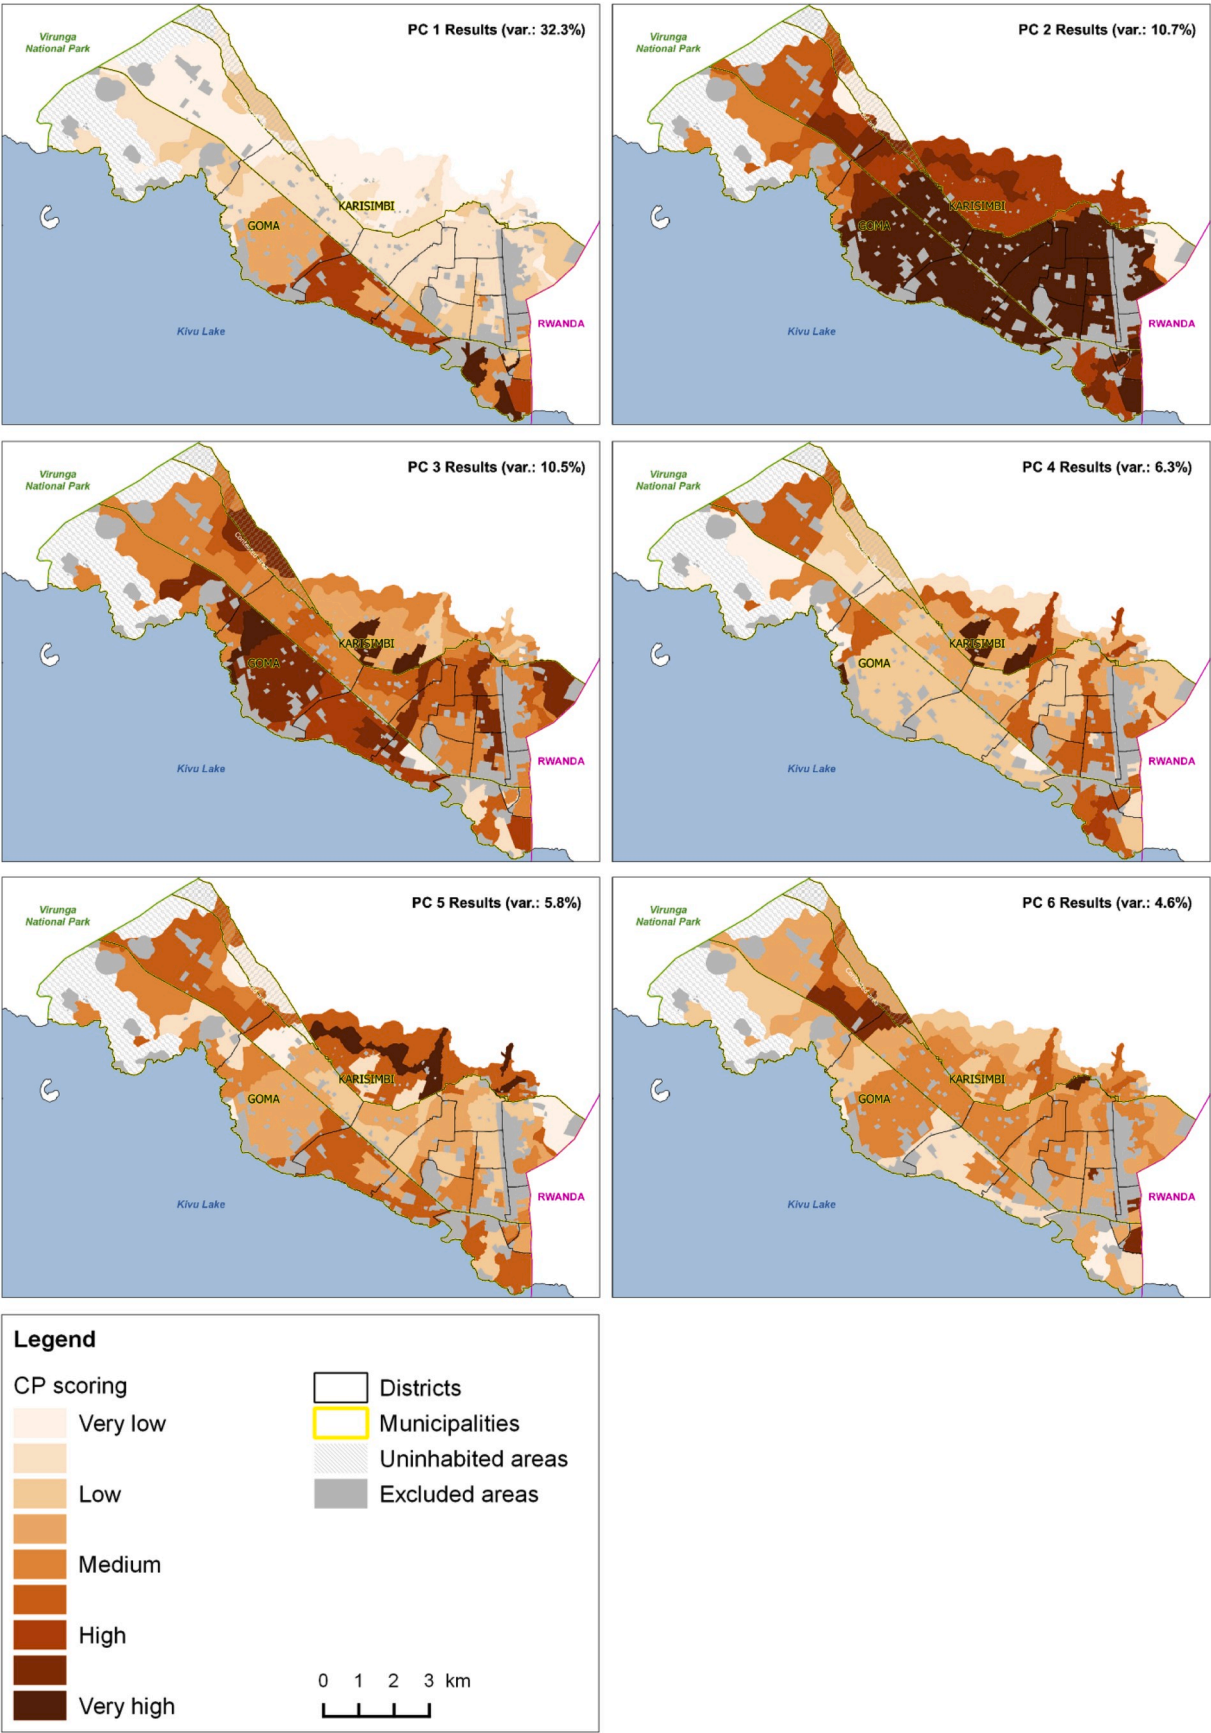 PC 1 Results (var.: 32.3%)
Virunga
National Park
KARISIMBI
GOMA
Kivu Lake
RWANDA
PC 2 Results (var.: 10.7%)
Virunga
National Park
KARISIMBI
GOMA
Kivu Lake
RWANDA
PC 3 Results (var.: 10.5%)
Virunga
National Park
KARISIMBI
GOMA
Kivu Lake
RWANDA
PC 4 Results (var.: 6.3%)
Virunga
National Park
KARISIMBI
GOMA
Kivu Lake
RWANDA
PC 5 Results (var.: 5.8%)
Virunga
National Park
KARISIMBI
GOMA
Kivu Lake
RWANDA
PC 6 Results (var.: 4.6%)
Virunga
National Park
KARISIMBI
GOMA
Kivu Lake
RWANDA
Legend
CP scoring
Very low
Low
Medium
High
Very high
Districts
Municipalities
Uninhabited areas
Excluded areas
0 1 2 3 km